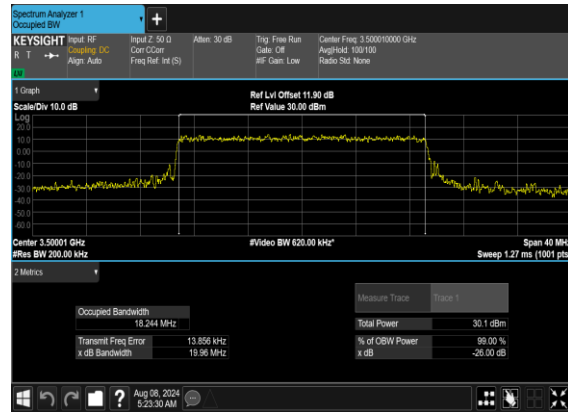 Spectrum Analyzer 1
Occupied BW
KEYSIGHT Input: RF Input Z: 50 Ω Atten: 30 dB Trig: Free Run Center Freq: 3.500010000 GHz
R T Coupling: DC Corr CCorr Gate: Off Avg|Hold: 100/100
Align: Auto Freq Ref: Int (S) #IF Gain: Low Radio Std: None
LW
1 Graph
Scale/Div 10.0 dB Ref Lvl Offset 11.90 dB
Ref Value 30.00 dBm
Log
20.0
10.0
0.00
-10.0
-20.0
-30.0
-40.0
-50.0
-60.0
Center 3.50001 GHz #Video BW 620.00 kHz* Span 40 MHz
#Res BW 200.00 kHz Sweep 1.27 ms (1001 pts
2 Metrics
Measure Trace Trace 1
Occupied Bandwidth
18.244 MHz Total Power 30.1 dBm
Transmit Freq Error 13.856 kHz % of OBW Power 99.00 %
x dB Bandwidth 19.96 MHz x dB -26.00 dB
Aug 08, 2024
5:23:30 AM